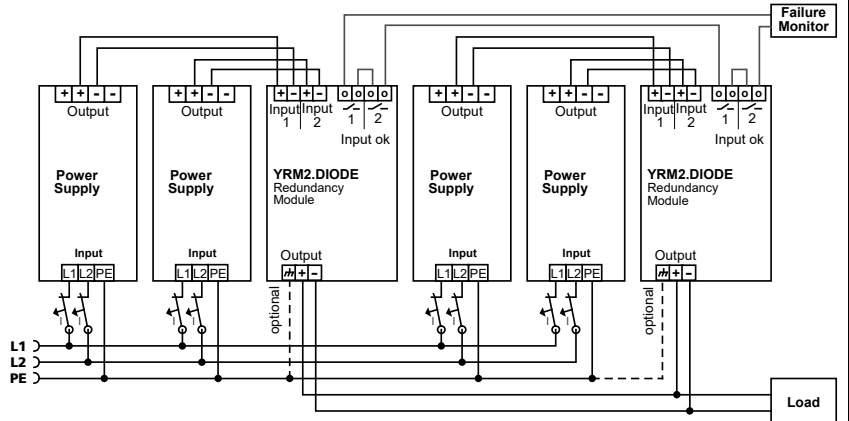 Failure
Monitor
+ + - -
Output
Power
Supply
Input
L1 L2 PE
+ + - -
Output
Power
Supply
Input
L1 L2 PE
+ - + -
Input
1
Input
2
o o o o
1
2
Input ok
YRM2.DIODE
Redundancy
Module
Output
+ -
optional
+ + - -
Output
Power
Supply
Input
L1 L2 PE
+ + - -
Output
Power
Supply
Input
L1 L2 PE
+ - + -
Input
1
Input
2
o o o o
1
2
Input ok
YRM2.DIODE
Redundancy
Module
Output
+ -
optional
L1
L2
PE
Load